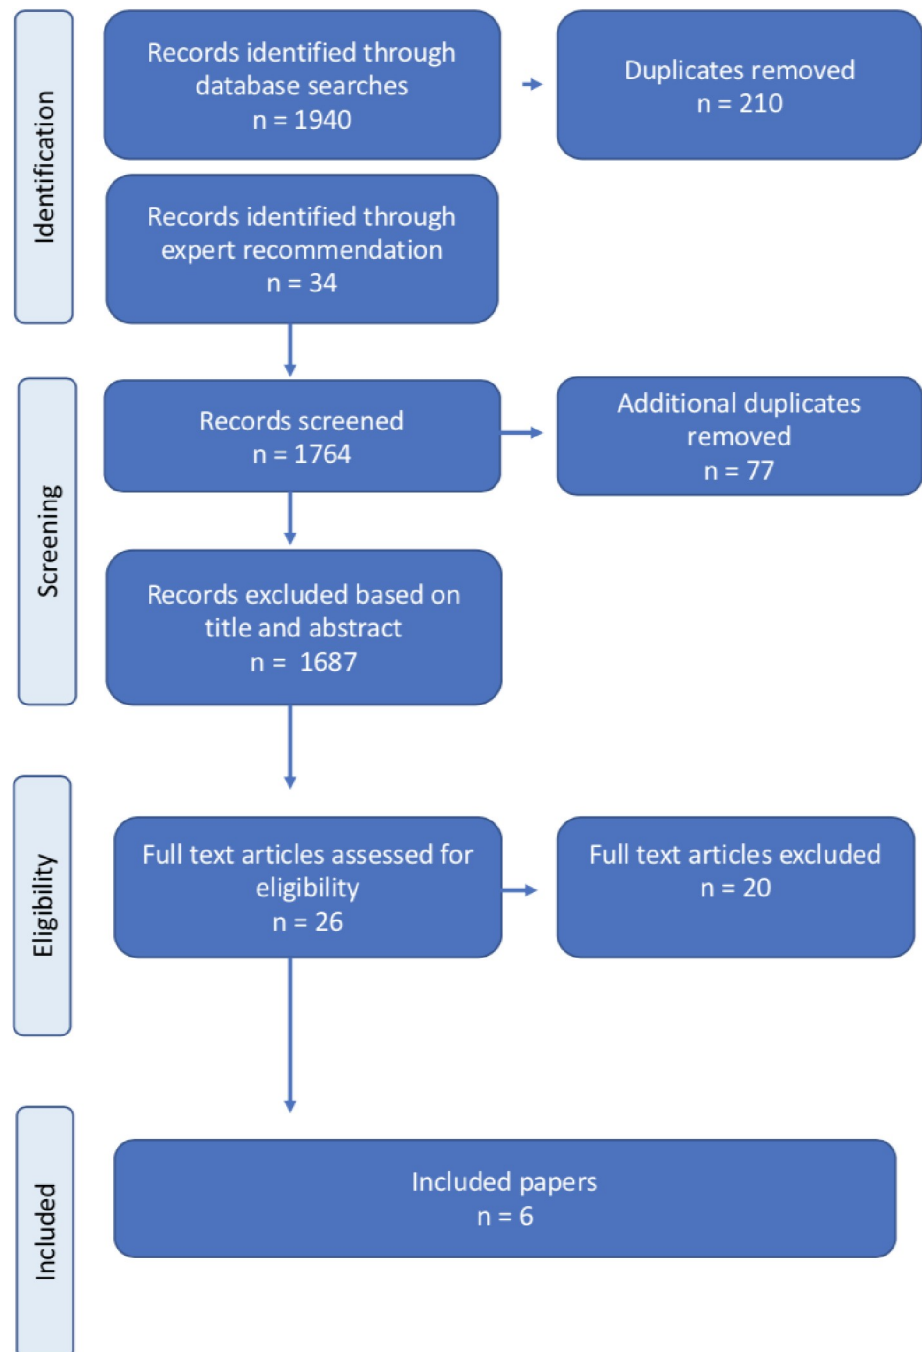 Identification
Records identified through
database searches
n = 1940
Duplicates removed
n = 210
Records identified through
expert recommendation
n = 34
Screening
Records screened
n = 1764
Additional duplicates
removed
n = 77
Records excluded based on
title and abstract
n = 1687
Eligibility
Full text articles assessed for
eligibility
n = 26
Full text articles excluded
n = 20
Included
Included papers
n = 6